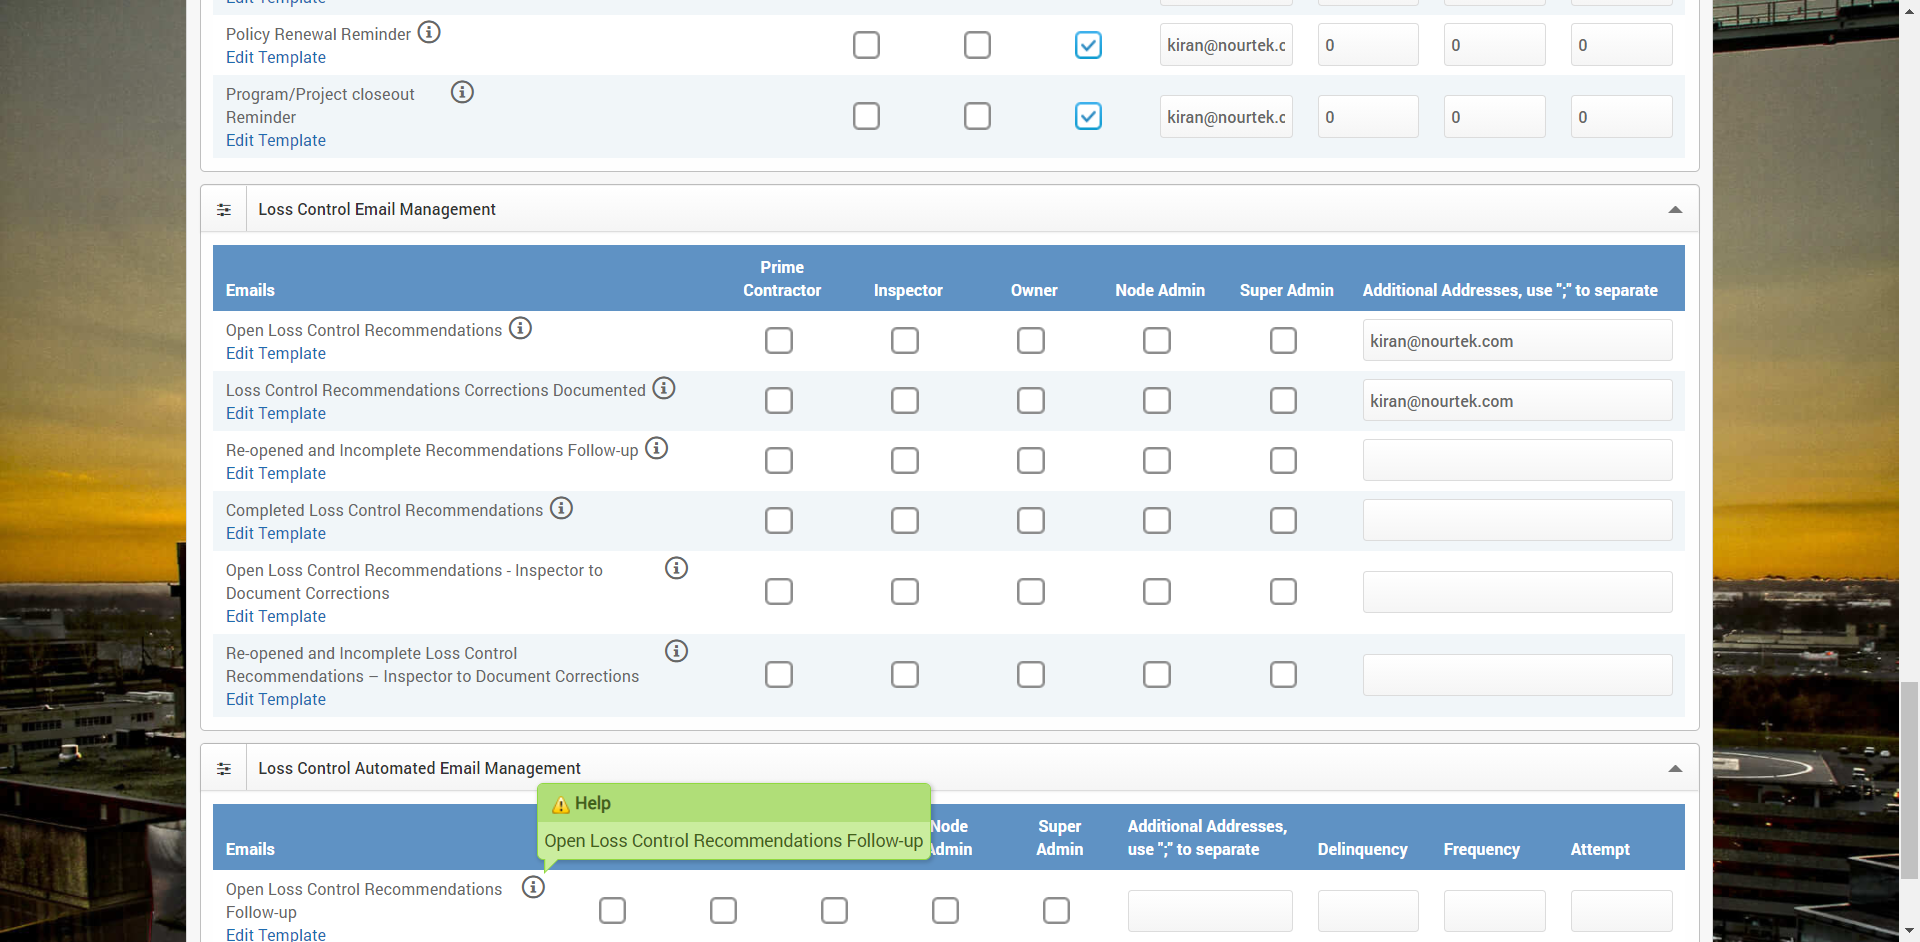 Edit Template
Policy Renewal Reminder
Edit Template
kiran@nourtek.c
0
0
0
Program/Project closeout
Reminder
Edit Template
kiran@nourtek.c
0
0
0
Loss Control Email Management
Emails
Prime
Contractor
Inspector
Owner
Node Admin
Super Admin
Additional Addresses, use ";" to separate
Open Loss Control Recommendations
Edit Template
kiran@nourtek.com
Loss Control Recommendations Corrections Documented
Edit Template
kiran@nourtek.com
Re-opened and Incomplete Recommendations Follow-up
Edit Template
Completed Loss Control Recommendations
Edit Template
Open Loss Control Recommendations - Inspector to
Document Corrections
Edit Template
Re-opened and Incomplete Loss Control
Recommendations – Inspector to Document Corrections
Edit Template
Loss Control Automated Email Management
Help
Open Loss Control Recommendations Follow-up
Emails
Node
Admin
Super
Admin
Additional Addresses,
use ";" to separate
Delinquency
Frequency
Attempt
Open Loss Control Recommendations
Follow-up
Edit Template